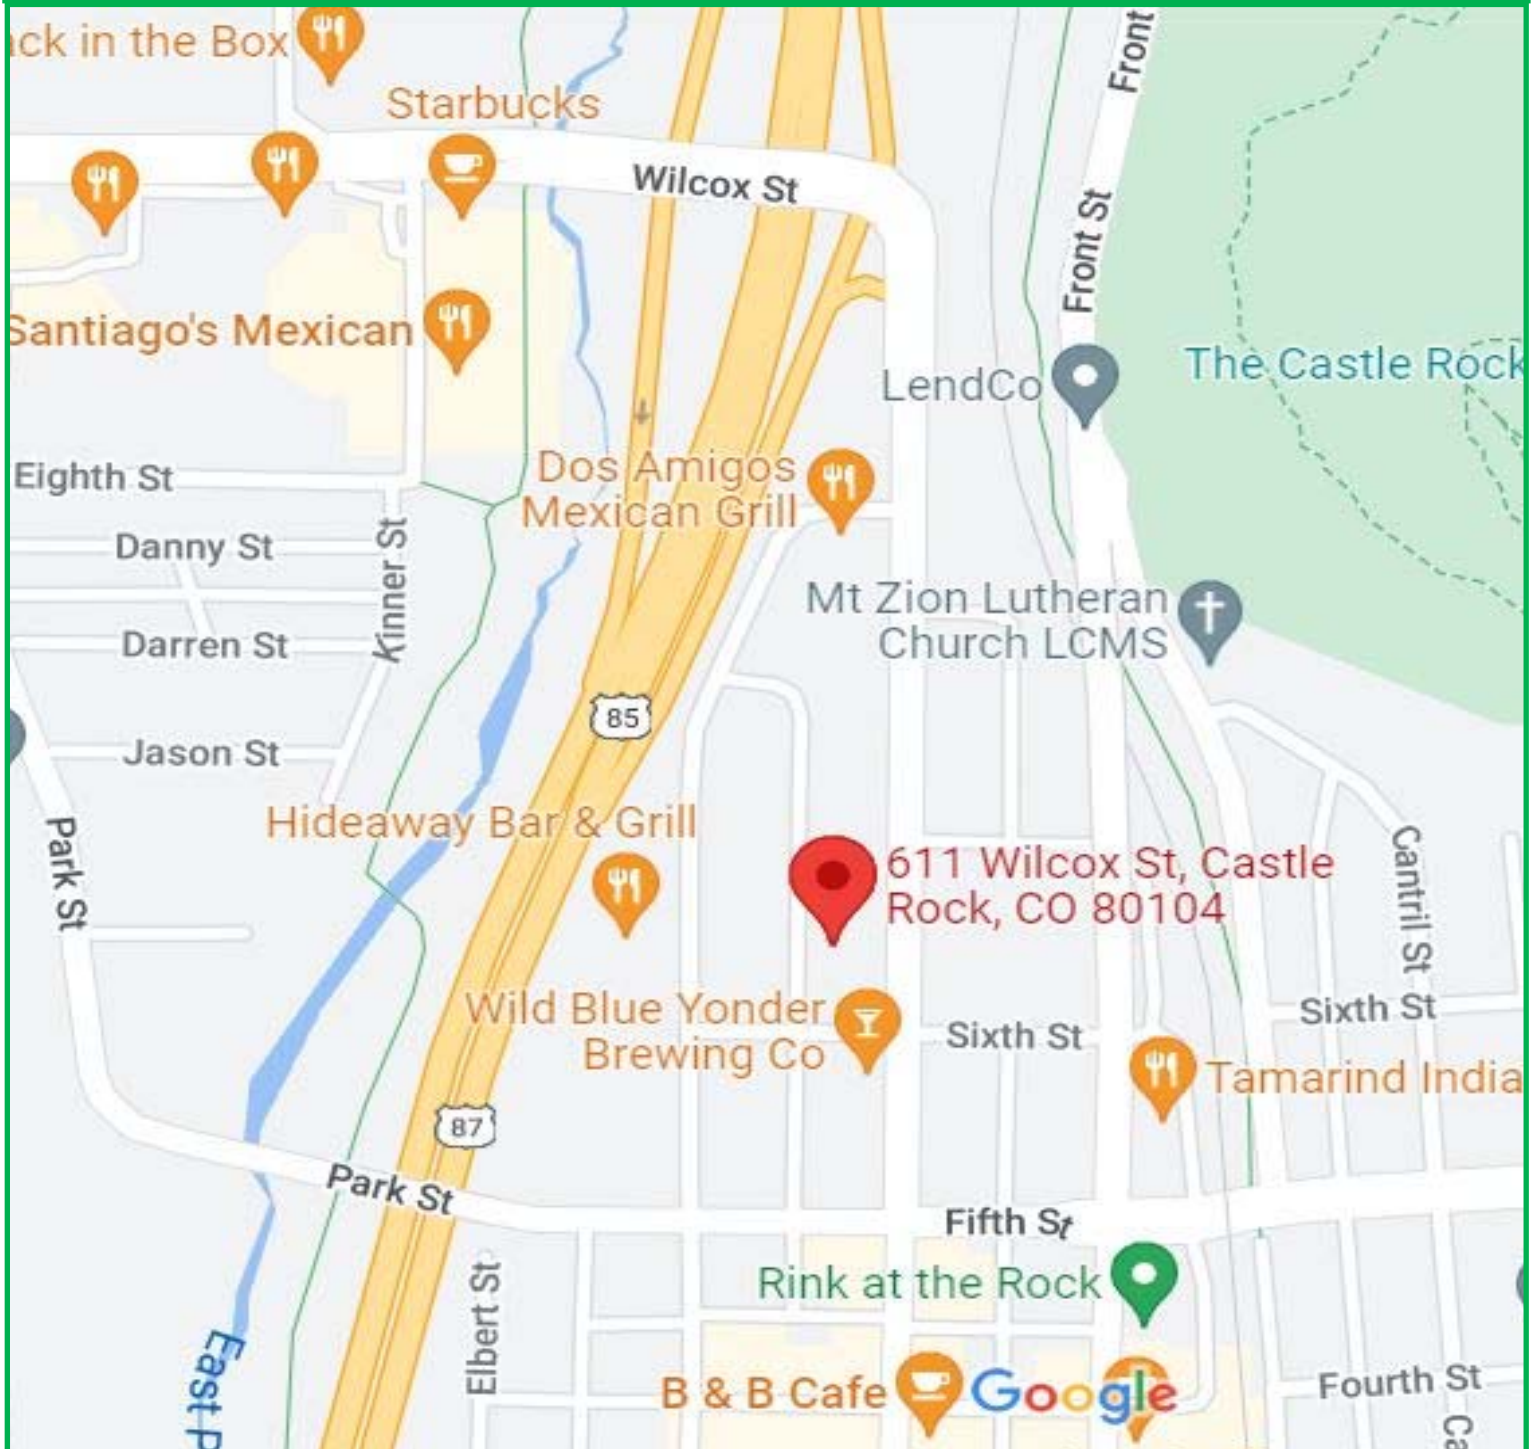 ack in the Box
Front
Starbucks
Wilcox St
Front St
Santiago's Mexican
The Castle Rock
LendCo
Eighth St
Dos Amigos
Mexican Grill
Danny St
Kinner St
Mt Zion Lutheran
Church LCMS
Darren St
85
Jason St
Hideaway Bar & Grill
Park St
611 Wilcox St, Castle
Rock, CO 80104
Cantril St
Wild Blue Yonder
Brewing Co
Sixth St
Sixth St
Tamarind India
87
Park St
Fifth St
Rink at the Rock
Elbert St
East P
B & B Cafe
Google
Fourth St
Ca